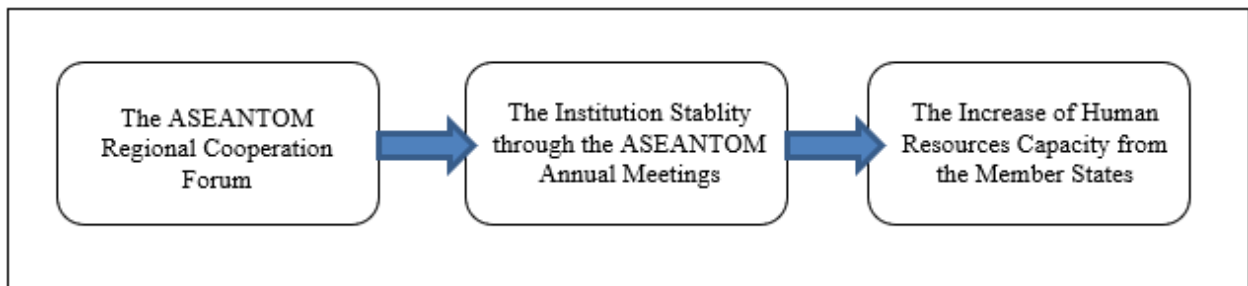 The ASEANTOM
Regional Cooperation
Forum
The Institution Stablity
through the ASEANTOM
Annual Meetings
The Increase of Human
Resources Capacity from
the Member States